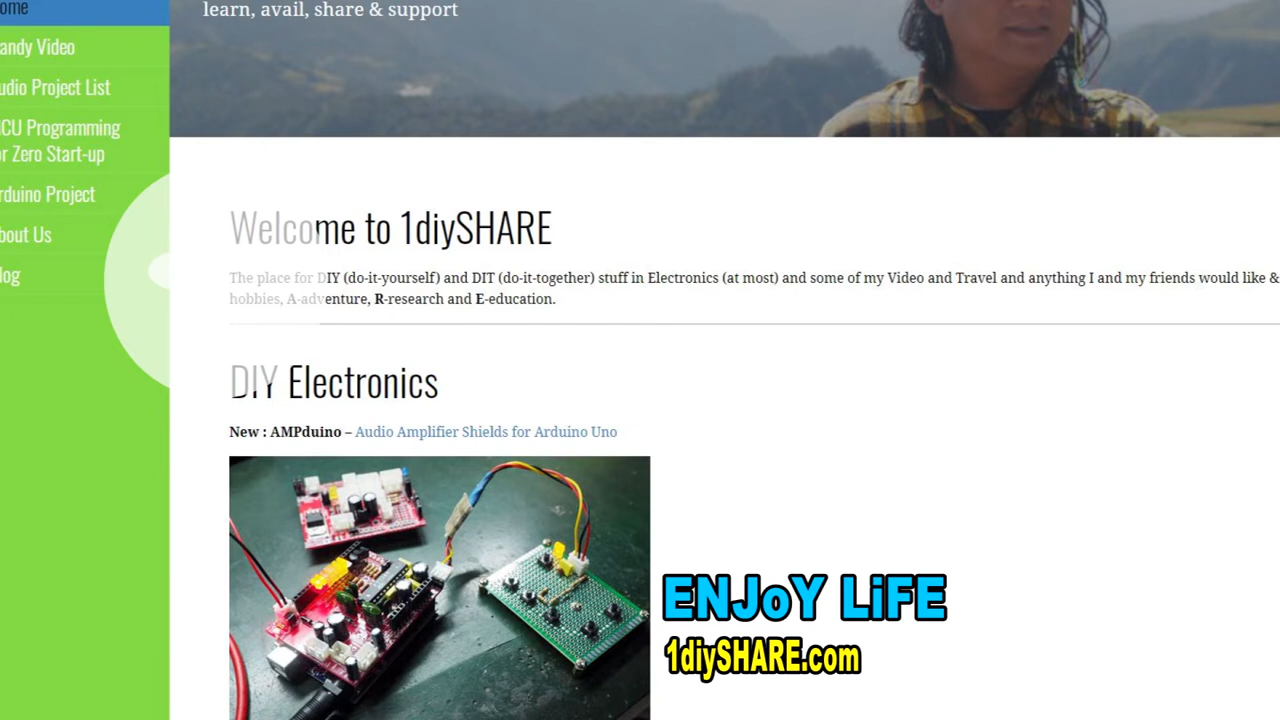 ome
learn, avail, share & support
andy Video
udio Project List
CU Programming
or Zero Start-up
rduino Project
bout Us
log
Welcome to 1diySHARE
The place for DIY (do-it-yourself) and DIT (do-it-together) stuff in Electronics (at most) and some of my Video and Travel and anything I and my friends would like &
hobbies, A-adventure, R-research and E-education.
DIY Electronics
New : AMPduino – Audio Amplifier Shields for Arduino Uno
ENJoY LiFE
1diySHARE.com